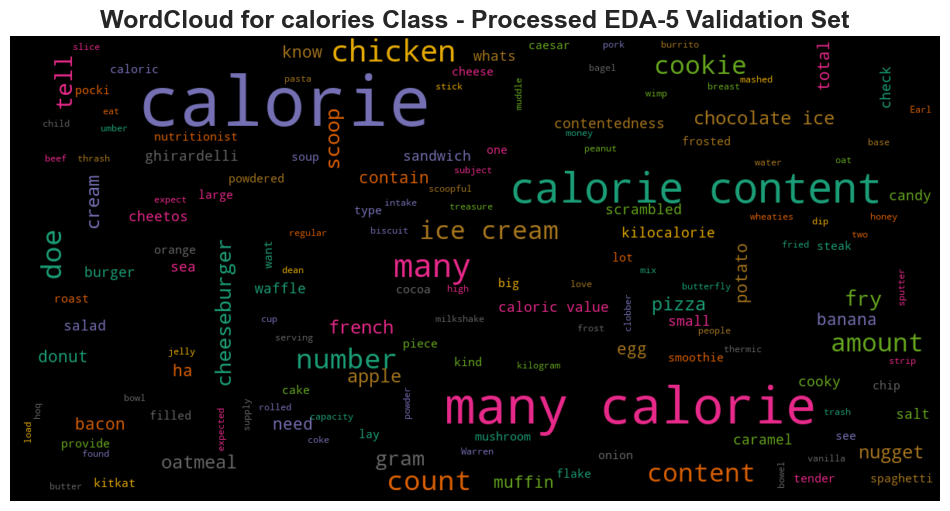 WordCloud for calories Class - Processed EDA-5 Validation Set
slice
know
chicken
whats
caesar
pork
burrito
total
tell
caloric
cheese
cookie
bagel
mashed
check
pocki
calorie
pasta
stick
muddle
wimp
breast
eat
Earl
child
umber
nutritionist
scoop
contentedness
money
chocolate ice
peanut
frosted
base
beef
thrash
ghirardelli
soup
sandwich
one
subject
water
oat
cream
powdered
contain
scoopful
calorie content
candy
expect
large
cheetos
type
intake
treasure
scrambled
wheaties
dip
honey
doe
regular
biscuit
ice cream
kilocalorie
two
orange
want
many
lot
potato
fried
steak
burger
sea
cheeseburger
dean
high
big
mix
butterfly
sputter
waffle
cocoa
love
roast
cup
milkshake
caloric value
clobber
pizza
fry
salad
french
frost
small
people
banana
serving
piece
egg
thermic
amount
donut
jelly
number
kind
kilogram
smoothie
strip
ha
apple
cake
cooky
chip
bowl
rolled
powder
many calorie
load
hoq
filled
supply
capacity
trash
salt
bacon
need
expected
lay
mushroom
caramel
see
provide
coke
found
oatmeal
gram
Warren
onion
vanilla
nugget
butter
kitkat
count
muffin
flake
content
bowel
tender
spaghetti